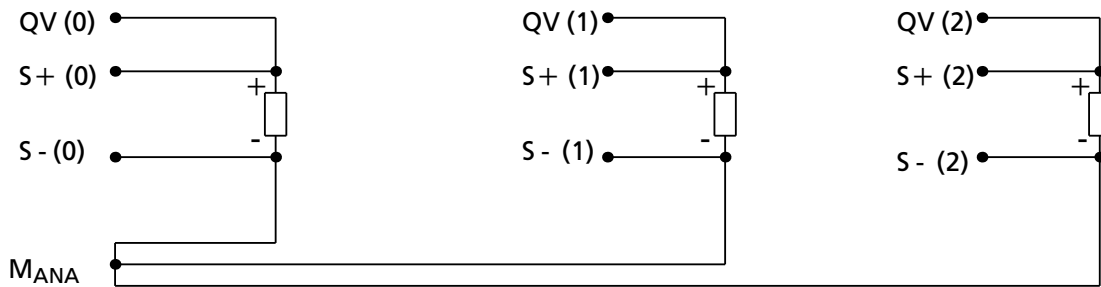 QV (0) QV (1) QV (2)
S+ (0) S+ (1) S+ (2)
+ + +
- - -
S - (0) S - (1) S - (2)
MANA